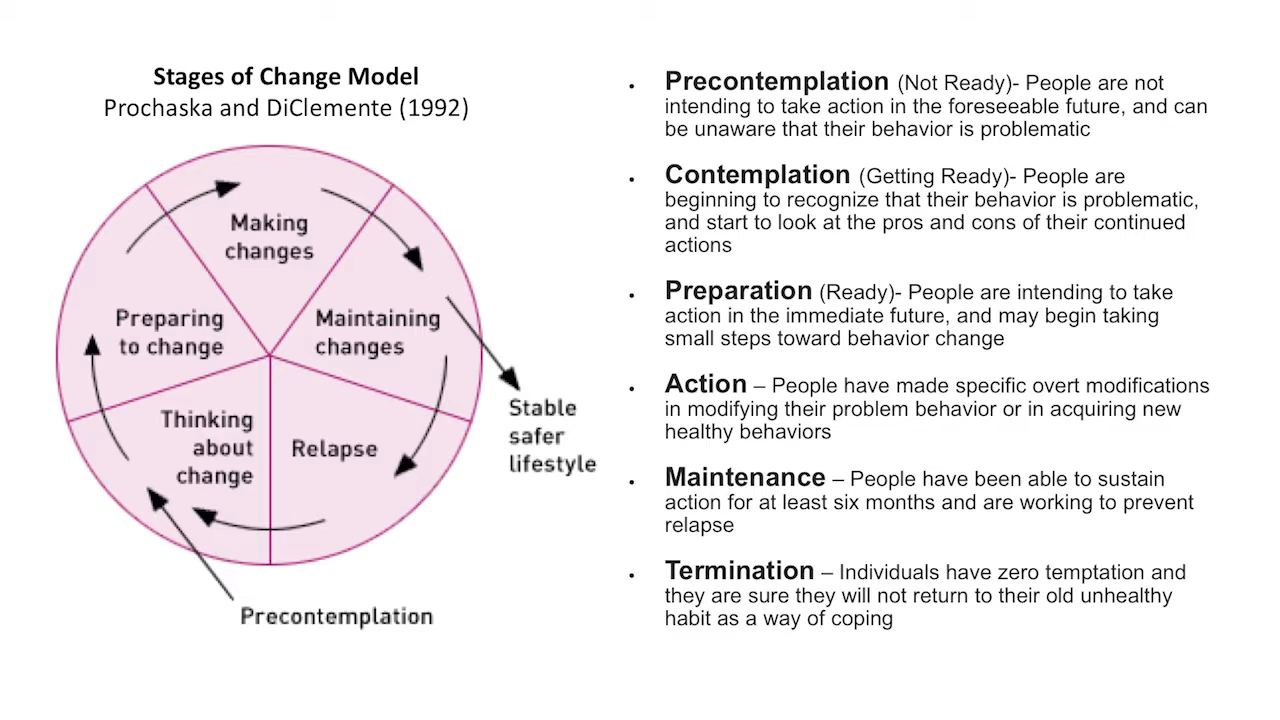 Stages of Change Model
Prochaska and DiClemente (1992)
Making
changes
Preparing
to change
Maintaining
changes
Thinking
about
change
Relapse
Stable
safer
lifestyle
Precontemplation
• Precontemplation (Not Ready)- People are not
intending to take action in the foreseeable future, and can
be unaware that their behavior is problematic
• Contemplation (Getting Ready)- People are
beginning to recognize that their behavior is problematic,
and start to look at the pros and cons of their continued
actions
• Preparation (Ready)- People are intending to take
action in the immediate future, and may begin taking
small steps toward behavior change
• Action – People have made specific overt modifications
in modifying their problem behavior or in acquiring new
healthy behaviors
• Maintenance – People have been able to sustain
action for at least six months and are working to prevent
relapse
• Termination – Individuals have zero temptation and
they are sure they will not return to their old unhealthy
habit as a way of coping